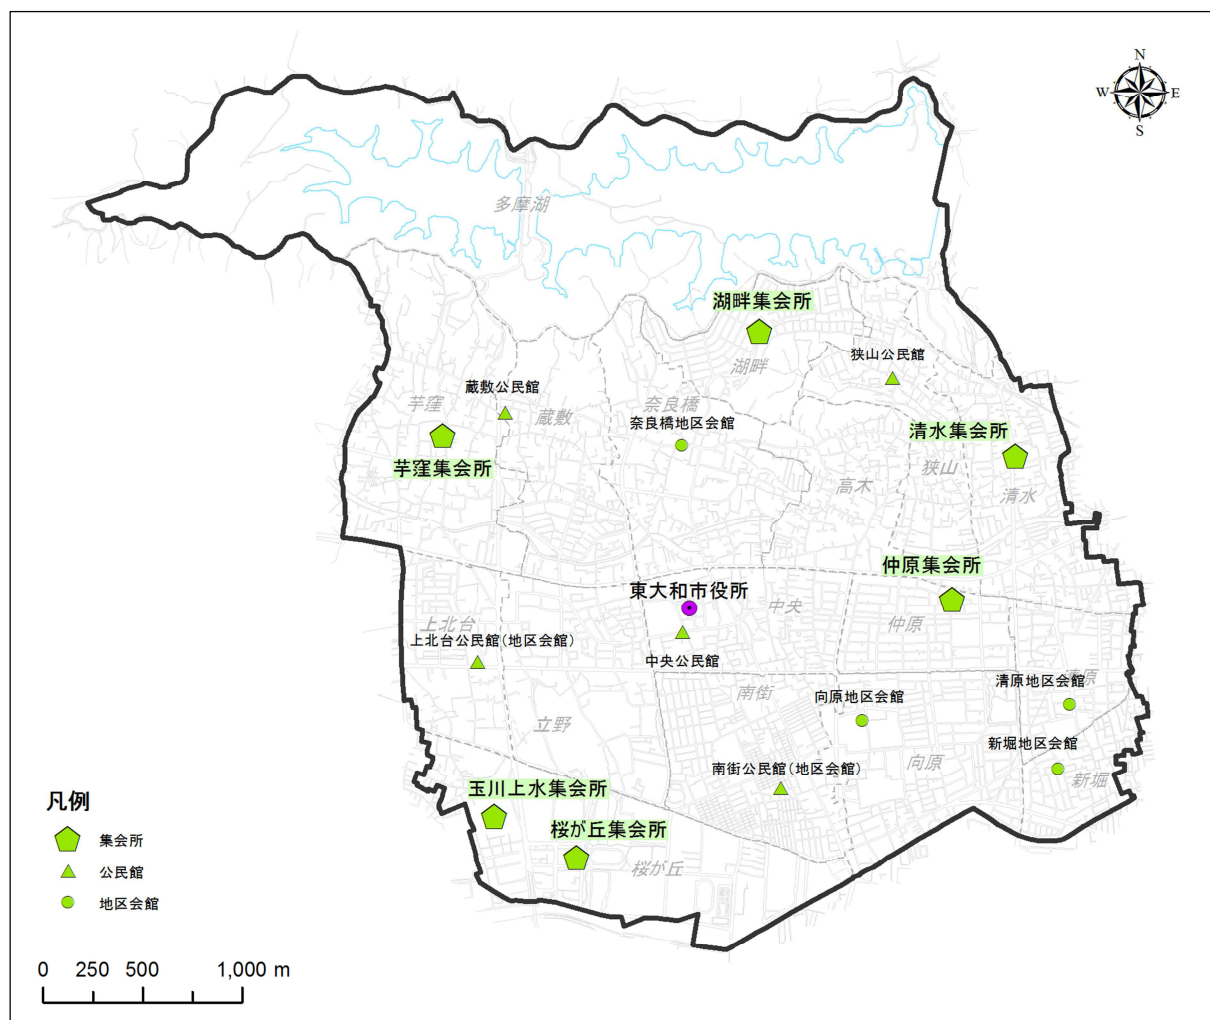 N
W
E
S
多摩湖
湖畔集会所
狭山公民館
湖畔
蔵敷公民館
芋窪
蔵敷
奈良橋
奈良橋地区会館
清水集会所
芋窪集会所
狭山
高木
清水
仲原集会所
東大和市役所
中央
仲原
上北台
上北台公民館(地区会館)
中央公民館
清原地区会館
清原
南街
向原地区会館
立野
新堀地区会館
向原
南街公民館(地区会館)
新堀
玉川上水集会所
桜が丘集会所
桜が丘
凡例
集会所
公民館
地区会館
0 250 500 1,000 m